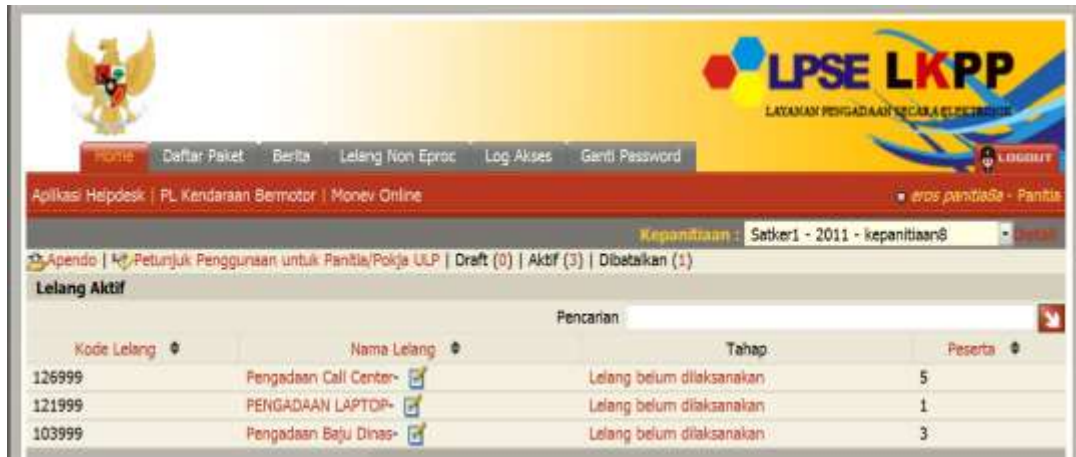 LPSE LKPP
LAYANAN PENGADAAN SECARA ELEKTRONIK
Home Daftar Paket Berita Lelang Non Eproc Log Akses Ganti Password LOGOUT
Aplikasi Helpdesk | PL Kendaraan Bermotor | Monev Online eros panitia8a - Panitia
Kepanitiaan : Satker1 - 2011 - kepanitiaan8 Detail
Apendo | Petunjuk Penggunaan untuk Panitia/Pokja ULP | Draft (0) | Aktif (3) | Dibatalkan (1)
Lelang Aktif
Pencarian
Kode Lelang Nama Lelang Tahap Peserta
126999 Pengadaan Call Center- Lelang belum dilaksanakan 5
121999 PENGADAAN LAPTOP- Lelang belum dilaksanakan 1
103999 Pengadaan Baju Dinas- Lelang belum dilaksanakan 3